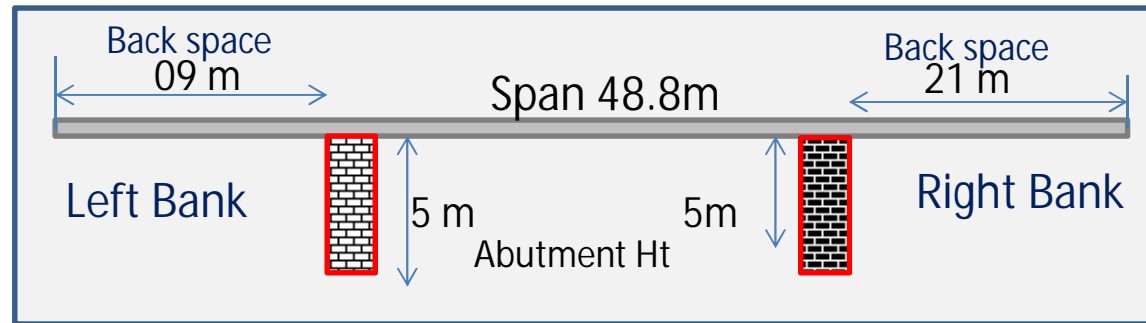 Back space
09 m
Span 48.8m
Back space
21 m
Left Bank
5 m
Abutment Ht
5m
Right Bank